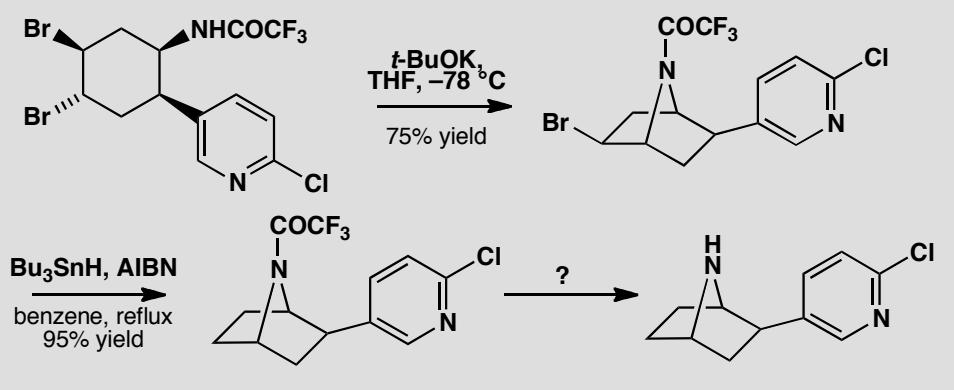 Br
NHCOCF₃
Br
N
Cl
t-BuOK,
THF, –78 °C
75% yield
COCF₃
N
Br
Cl
N
Bu₃SnH, AIBN
benzene, reflux
95% yield
COCF₃
N
Cl
N
?
H
N
Cl
N